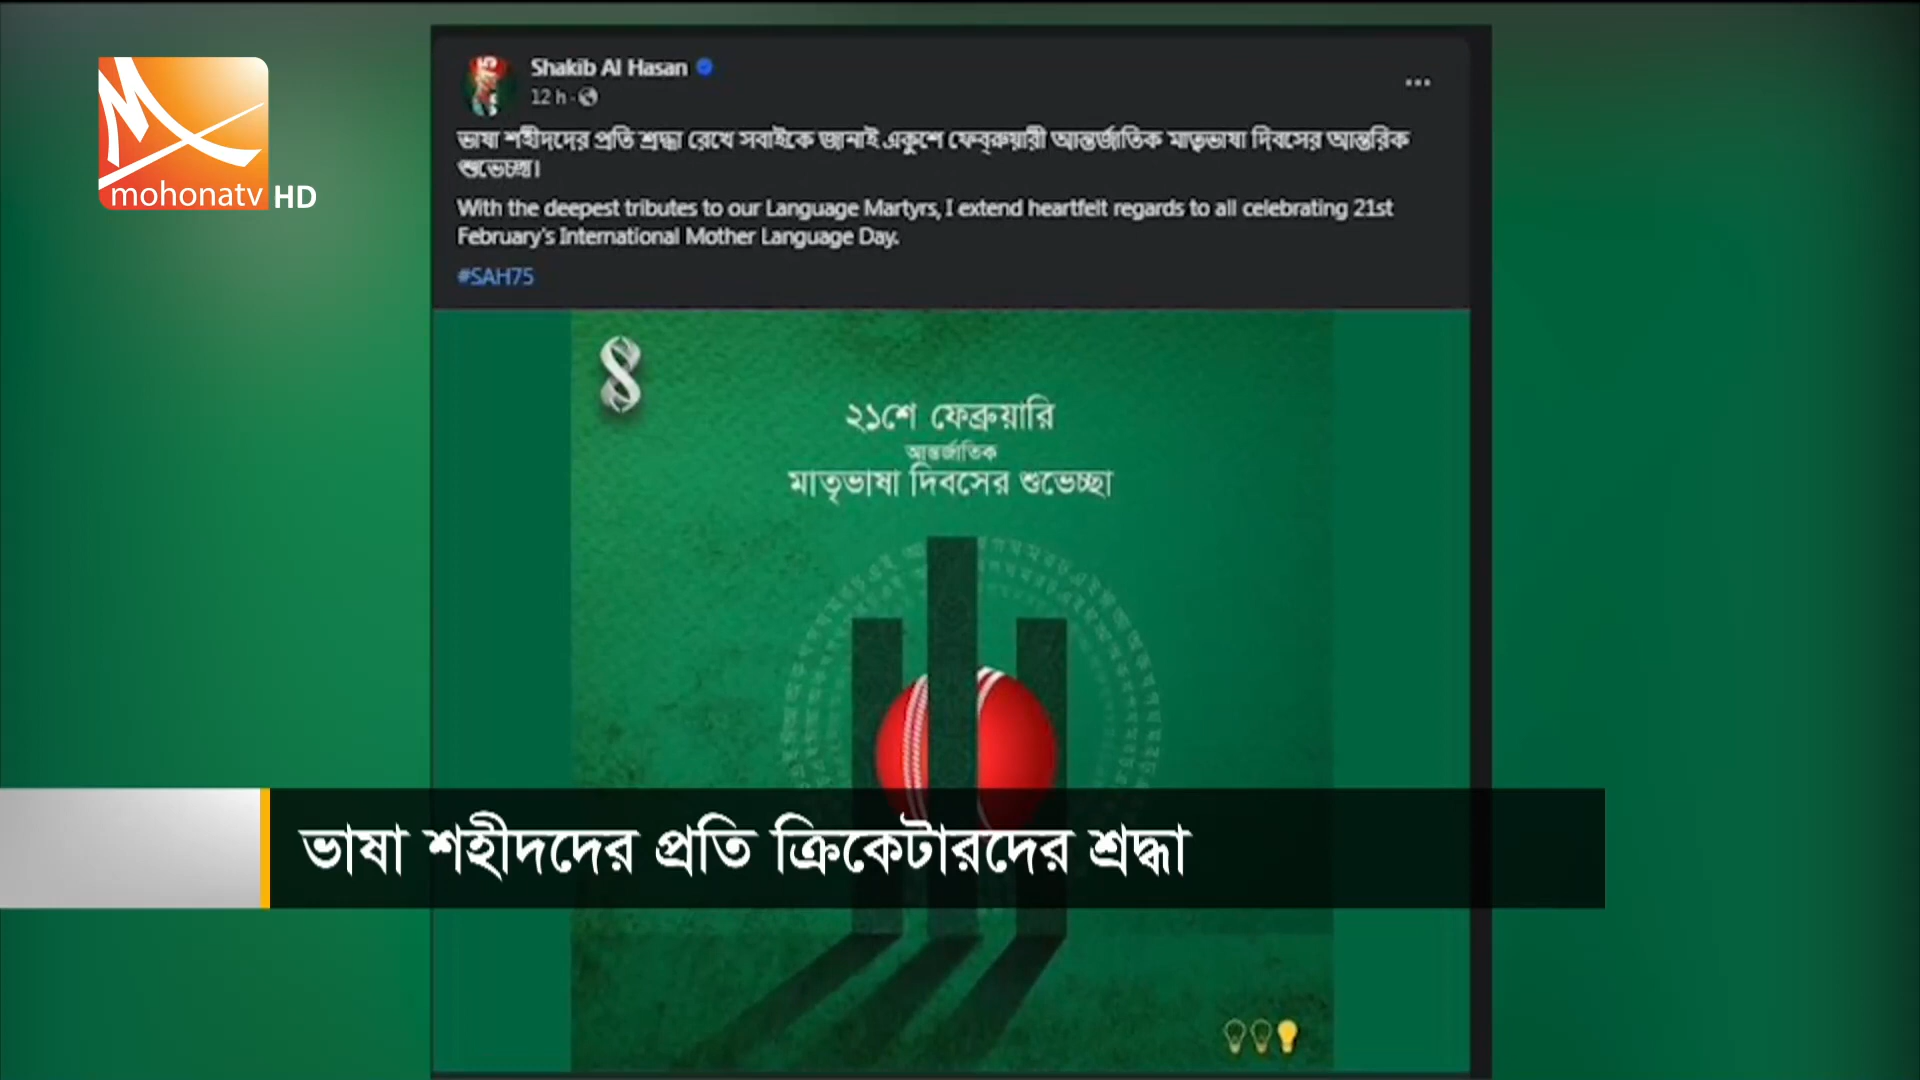 mohonatv HD
Shakib Al Hasan
12 h
ভাষা শহীদদের প্রতি শ্রদ্ধা রেখে সবাইকে জানাই একুশে ফেব্রুয়ারী আন্তর্জাতিক মাতৃভাষা দিবসের আন্তরিক
শুভেচ্ছা।
With the deepest tributes to our Language Martyrs, I extend heartfelt regards to all celebrating 21st
February's International Mother Language Day.
#SAH75
২১শে ফেব্রুয়ারি
আন্তর্জাতিক
মাতৃভাষা দিবসের শুভেচ্ছা
ভাষা শহীদদের প্রতি ক্রিকেটারদের শ্রদ্ধা